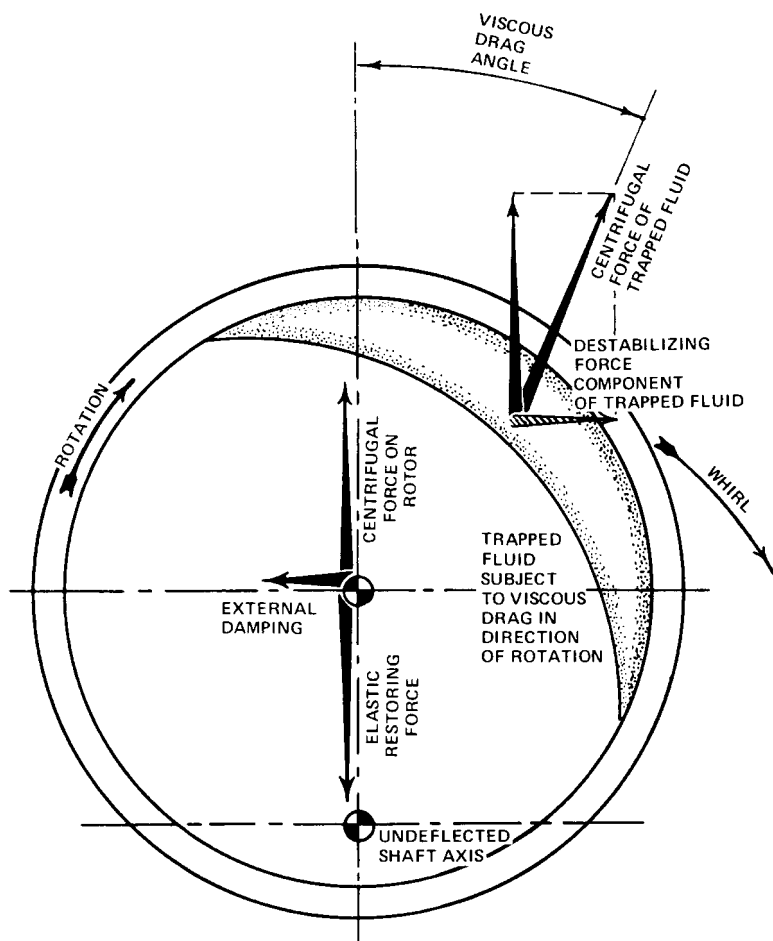 VISCOUS
DRAG
ANGLE
CENTRIFUGAL
FORCE OF
TRAPPED FLUID
DESTABILIZING
FORCE
COMPONENT
OF TRAPPED FLUID
ROTATION
CENTRIFUGAL
FORCE ON
ROTOR
WHIRL
TRAPPED
FLUID
SUBJECT
TO VISCOUS
DRAG IN
DIRECTION
OF ROTATION
EXTERNAL
DAMPING
ELASTIC
RESTORING
FORCE
UNDEFLECTED
SHAFT AXIS